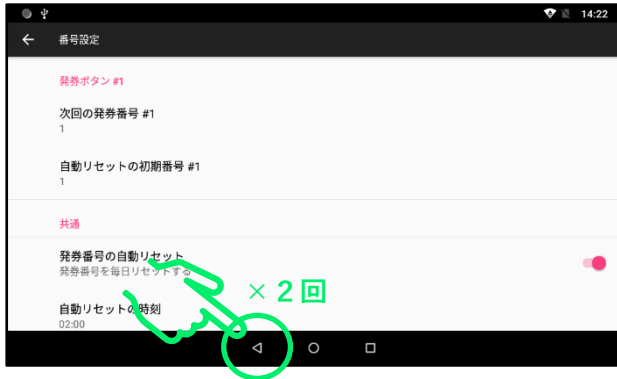 14:22
番号設定
発券ボタン #1
次回の発券番号 #1
1
自動リセットの初期番号 #1
1
共通
発券番号の自動リセット
発券番号を毎日リセットする
×2回
自動リセットの時刻
02:00